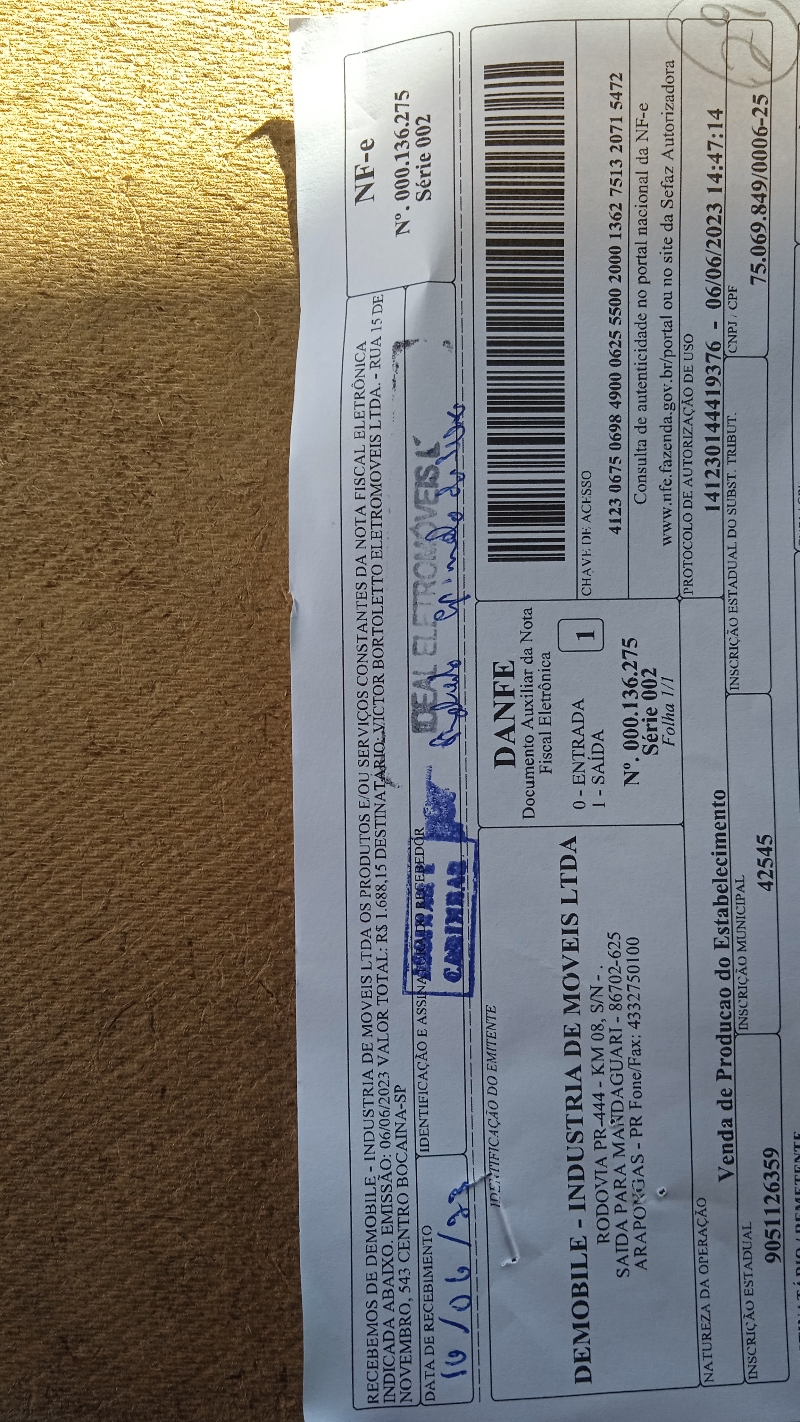 RECEBEMOS DE DEMOBILE - INDUSTRIA DE MOVEIS LTDA OS PRODUTOS E/OU SERVIÇOS CONSTANTES DA NOTA FISCAL ELETRÔNICA
INDICADA ABAIXO. EMISSÃO: 06/06/2023 VALOR TOTAL: R$ 1.688,15 DESTINATÁRIO: VICTOR BORTOLETTO ELETROMOVEIS LTDA. - RUA 15 DE
NOVEMBRO, 543 CENTRO BOCAINA-SP
NF-e
Nº. 000.136.275
Série 002
DATA DE RECEBIMENTO
IDENTIFICAÇÃO E ASSINATURA DO RECEBEDOR
CARIMBAR
IDEAL ELETROMÓVEIS
IDENTIFICAÇÃO DO EMITENTE
DEMOBILE - INDUSTRIA DE MOVEIS LTDA
RODOVIA PR-444 - KM 08, S/N - .
SAIDA PARA MANDAGUARI - 86702-625
ARAPONGAS - PR Fone/Fax: 4332750100
DANFE
Documento Auxiliar da Nota
Fiscal Eletrônica
0 - ENTRADA
1 - SAÍDA
1
Nº. 000.136.275
Série 002
Folha 1/1
CHAVE DE ACESSO
4123 0675 0698 4900 0625 5500 2000 1362 7513 2071 5472
Consulta de autenticidade no portal nacional da NF-e
www.nfe.fazenda.gov.br/portal ou no site da Sefaz Autorizadora
29
NATUREZA DA OPERAÇÃO
Venda de Producao do Estabelecimento
PROTOCOLO DE AUTORIZAÇÃO DE USO
141230144419376 - 06/06/2023 14:47:14
INSCRIÇÃO ESTADUAL
9051126359
INSCRIÇÃO MUNICIPAL
42545
INSCRIÇÃO ESTADUAL DO SUBST. TRIBUT.
CNPJ / CPF
75.069.849/0006-25